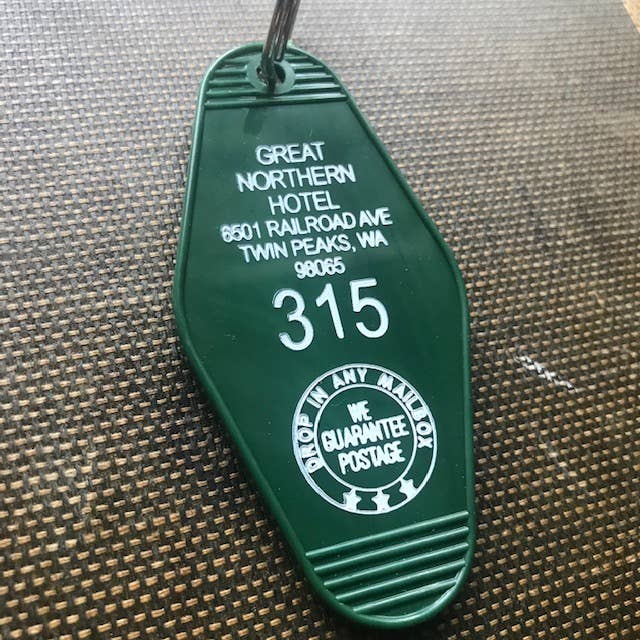 GREAT
NORTHERN
HOTEL
6501 RAILROAD AVE
TWIN PEAKS, WA
98065
315
DROP IN ANY MAILBOX
WE
GUARANTEE
POSTAGE